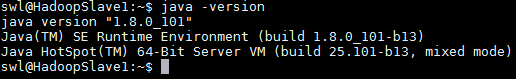 swl@HadoopSlave1:~$ java -version
java version "1.8.0_101"
Java(TM) SE Runtime Environment (build 1.8.0_101-b13)
Java HotSpot(TM) 64-Bit Server VM (build 25.101-b13, mixed mode)
swl@HadoopSlave1:~$